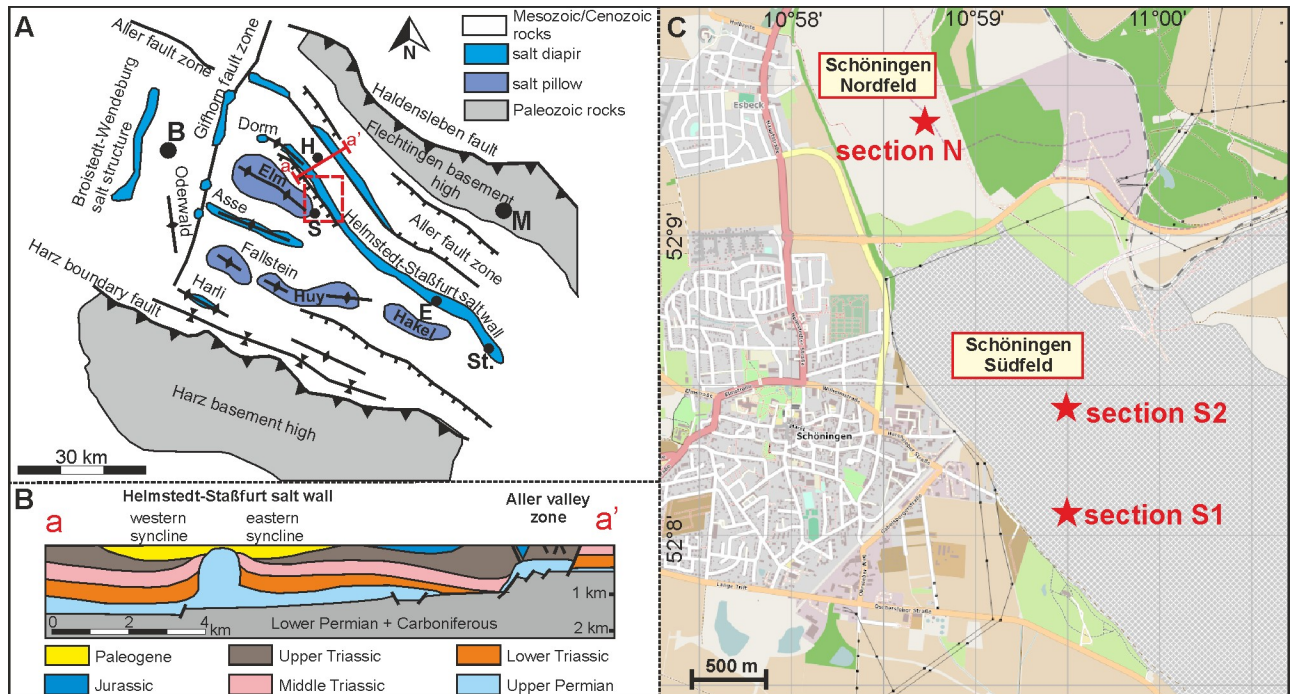 A
Mesozoic/Cenozoic
rocks
salt diapir
salt pillow
Paleozoic rocks
N
Aller fault zone
Gifhorn fault zone
Broistedt-Wendeburg
salt structure
B
Dorm
H
a
a'
Elm
S
Oderwald
Asse
Haldensleben fault
Flechtingen basement
high
M
Aller fault zone
Helmstedt-Staßfurt salt wall
Fallstein
Harli
Huy
Hakel
E
St.
Harz boundary fault
Harz basement high
30 km
B
Helmstedt-Staßfurt salt wall
Aller valley
zone
a
a'
western
syncline
eastern
syncline
1 km
2 km
0 2 4
km
Lower Permian + Carboniferous
Paleogene
Upper Triassic
Lower Triassic
Jurassic
Middle Triassic
Upper Permian
C
10°58'
10°59'
11°00'
52°9'
52°8'
Esbeck
Schöningen
Nordfeld
section N
Schöningen
Südfeld
section S2
section S1
Schöningen
500 m